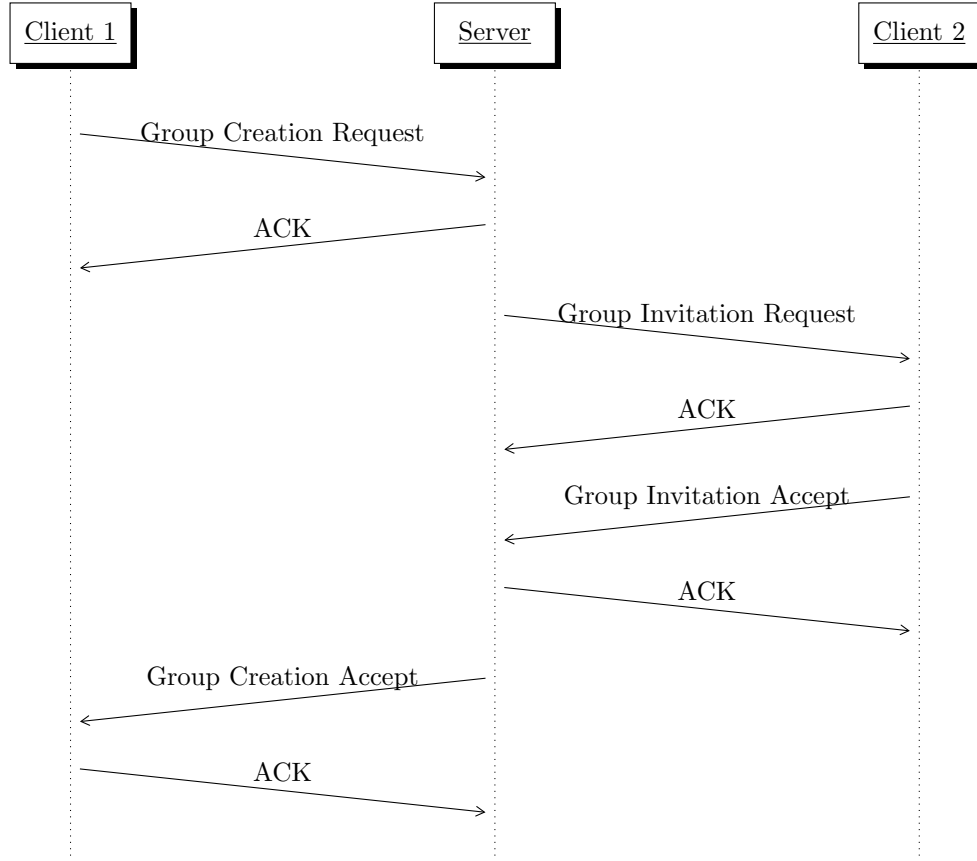 Client 1
Server
Client 2
Group Creation Request
ACK
Group Invitation Request
ACK
Group Invitation Accept
ACK
Group Creation Accept
ACK